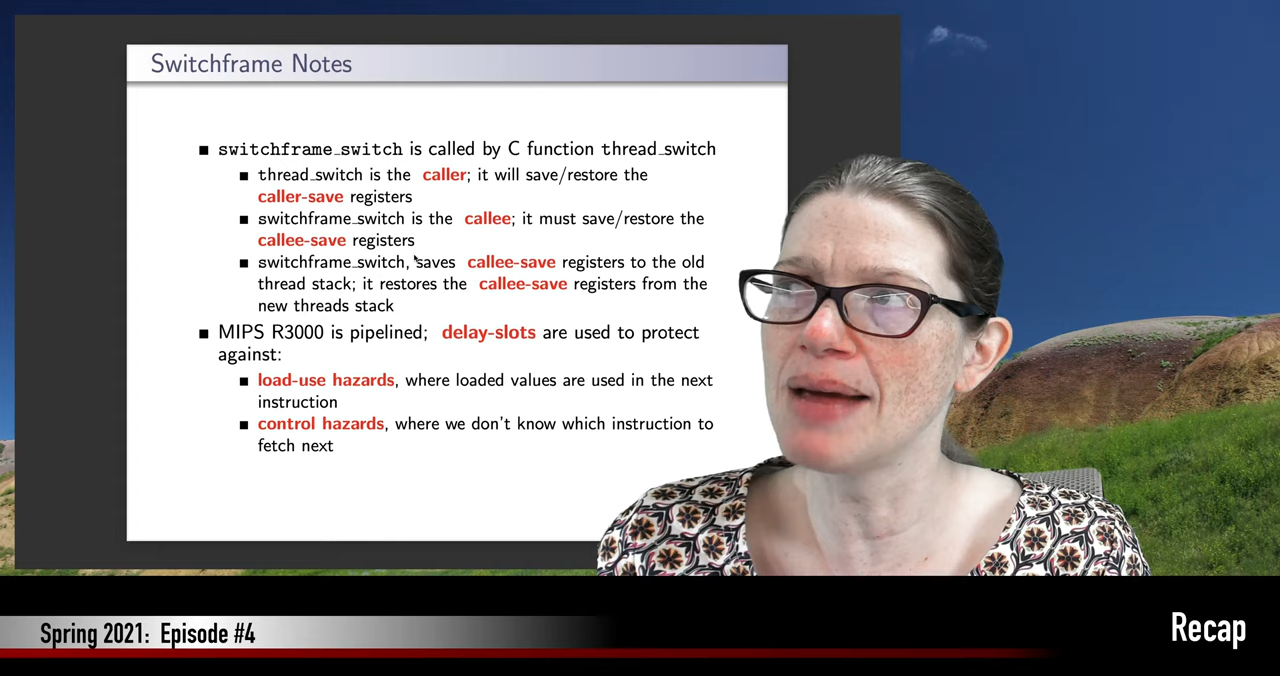 Switchframe Notes
switchframe_switch is called by C function thread_switch
thread_switch is the caller; it will save/restore the
caller-save registers
switchframe_switch is the callee; it must save/restore the
callee-save registers
switchframe_switch, saves callee-save registers to the old
thread stack; it restores the callee-save registers from the
new threads stack
MIPS R3000 is pipelined; delay-slots are used to protect
against:
load-use hazards, where loaded values are used in the next
instruction
control hazards, where we don't know which instruction to
fetch next
Spring 2021: Episode #4
Recap